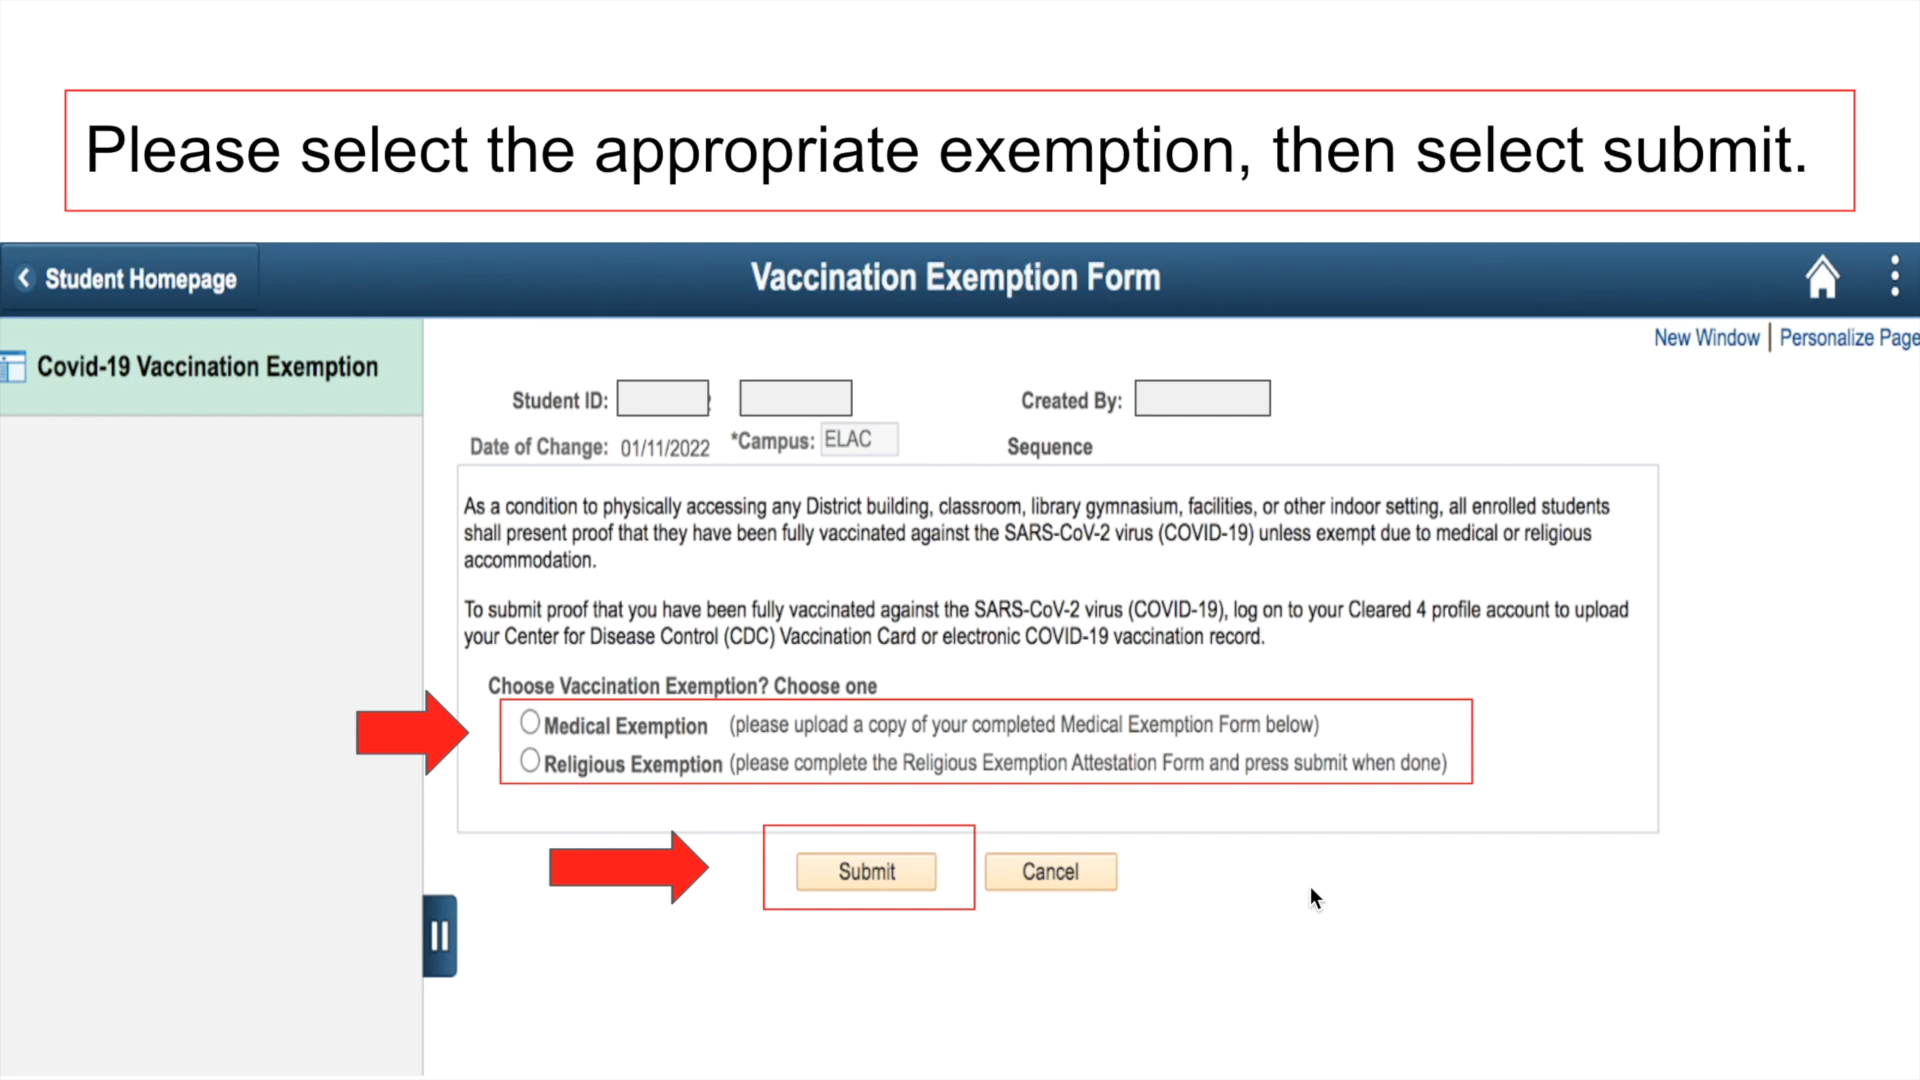 Please select the appropriate exemption, then select submit.
Student Homepage
Vaccination Exemption Form
New Window | Personalize Page
Covid-19 Vaccination Exemption
Student ID:
Created By:
Date of Change: 01/11/2022 *Campus: ELAC
Sequence
As a condition to physically accessing any District building, classroom, library gymnasium, facilities, or other indoor setting, all enrolled students
shall present proof that they have been fully vaccinated against the SARS-CoV-2 virus (COVID-19) unless exempt due to medical or religious
accommodation.
To submit proof that you have been fully vaccinated against the SARS-CoV-2 virus (COVID-19), log on to your Cleared 4 profile account to upload
your Center for Disease Control (CDC) Vaccination Card or electronic COVID-19 vaccination record.
Choose Vaccination Exemption? Choose one
Medical Exemption (please upload a copy of your completed Medical Exemption Form below)
Religious Exemption (please complete the Religious Exemption Attestation Form and press submit when done)
Submit
Cancel